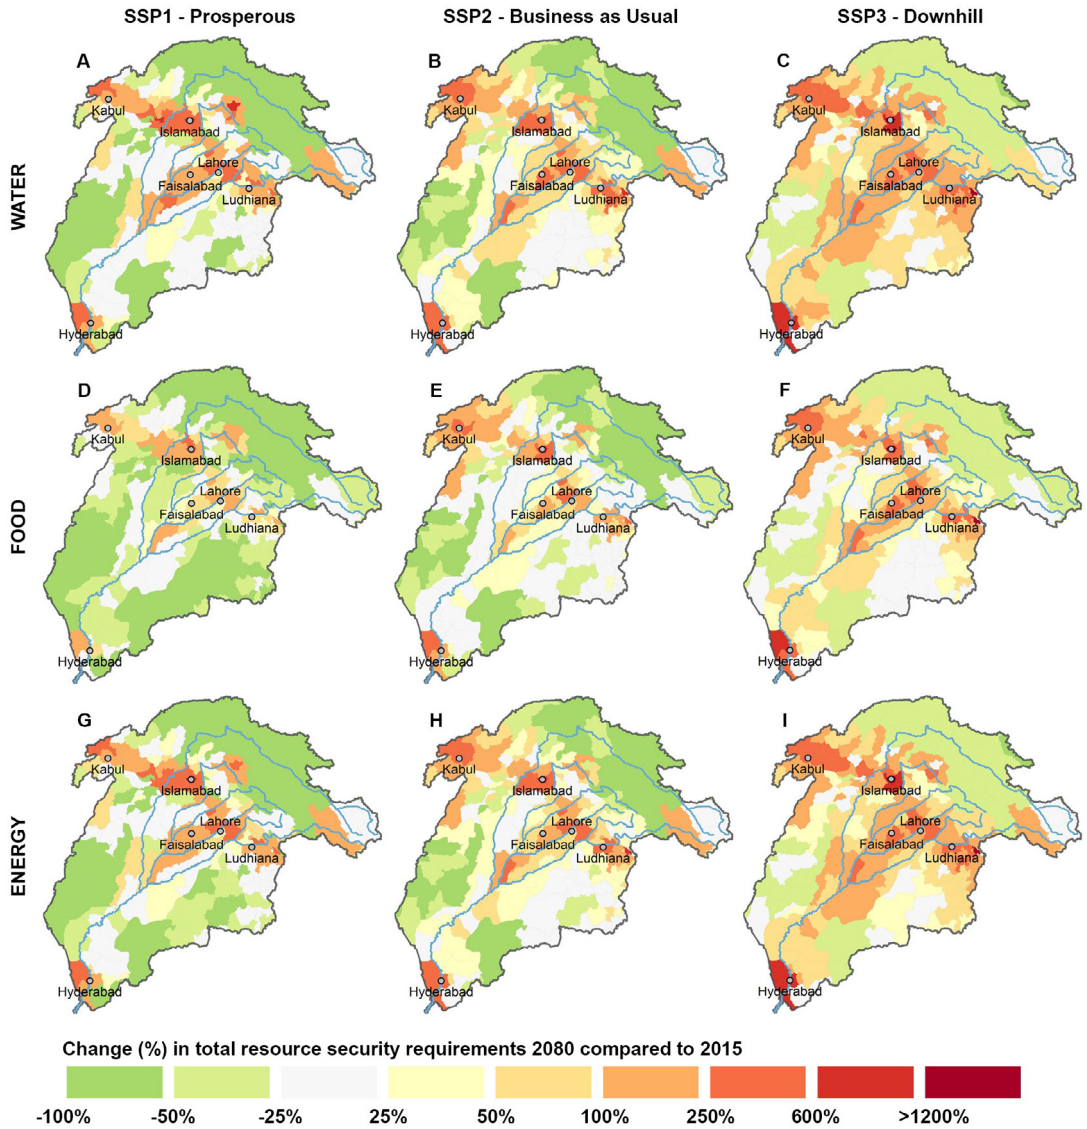 SSP1 - Prosperous
SSP2 - Business as Usual
SSP3 - Downhill
WATER
A
Kabul
Islamabad
Lahore
Faisalabad
Ludhiana
Hyderabad
B
Kabul
Islamabad
Lahore
Faisalabad
Ludhiana
Hyderabad
C
Kabul
Islamabad
Lahore
Faisalabad
Ludhiana
Hyderabad
FOOD
D
Kabul
Islamabad
Lahore
Faisalabad
Ludhiana
Hyderabad
E
Kabul
Islamabad
Lahore
Faisalabad
Ludhiana
Hyderabad
F
Kabul
Islamabad
Lahore
Faisalabad
Ludhiana
Hyderabad
ENERGY
G
Kabul
Islamabad
Lahore
Faisalabad
Ludhiana
Hyderabad
H
Kabul
Islamabad
Lahore
Faisalabad
Ludhiana
Hyderabad
I
Kabul
Islamabad
Lahore
Faisalabad
Ludhiana
Hyderabad
Change (%) in total resource security requirements 2080 compared to 2015
-100% -50% -25% 25% 50% 100% 250% 600% >1200%